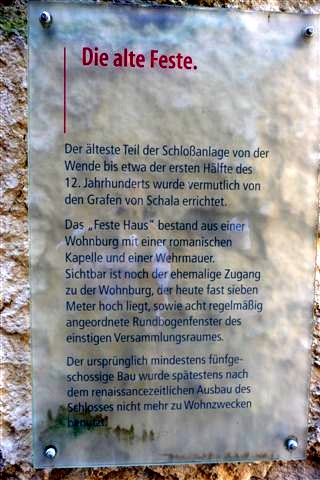 Die alte Feste.
Der älteste Teil der Schloßanlage von der
Wende bis etwa der ersten Hälfte des
12. Jahrhunderts wurde vermutlich von
den Grafen von Schala errichtet.
Das „Feste Haus" bestand aus einer
Wohnburg mit einer romanischen
Kapelle und einer Wehrmauer.
Sichtbar ist noch der ehemalige Zugang
zu der Wohnburg, der heute fast sieben
Meter hoch liegt, sowie acht regelmäßig
angeordnete Rundbogenfenster des
einstigen Versammlungsraumes.
Der ursprünglich mindestens fünfge-
schossige Bau wurde spätestens nach
dem renaissancezeitlichen Ausbau des
Schlosses nicht mehr zu Wohnzwecken
benutzt.